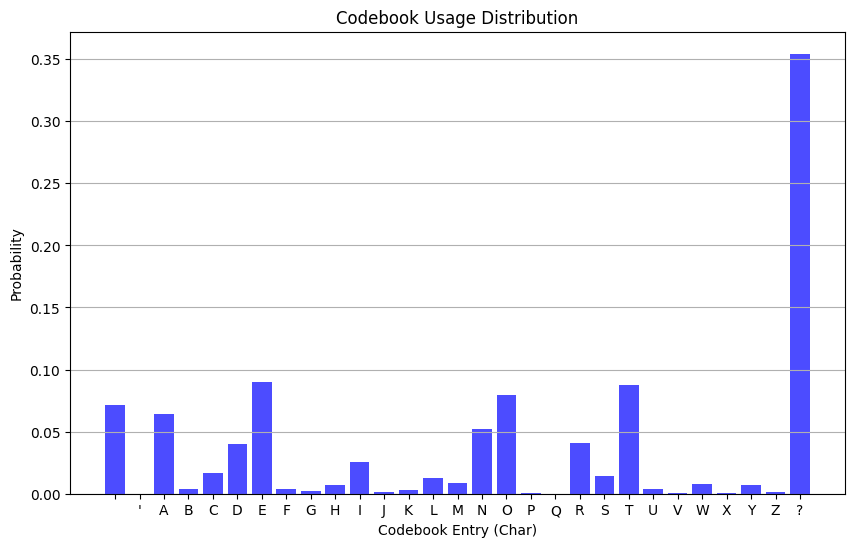 Codebook Usage Distribution
Probability
0.35
0.30
0.25
0.20
0.15
0.10
0.05
0.00
' A B C D E F G H I J K L M N O P Q R S T U V W X Y Z ?
Codebook Entry (Char)